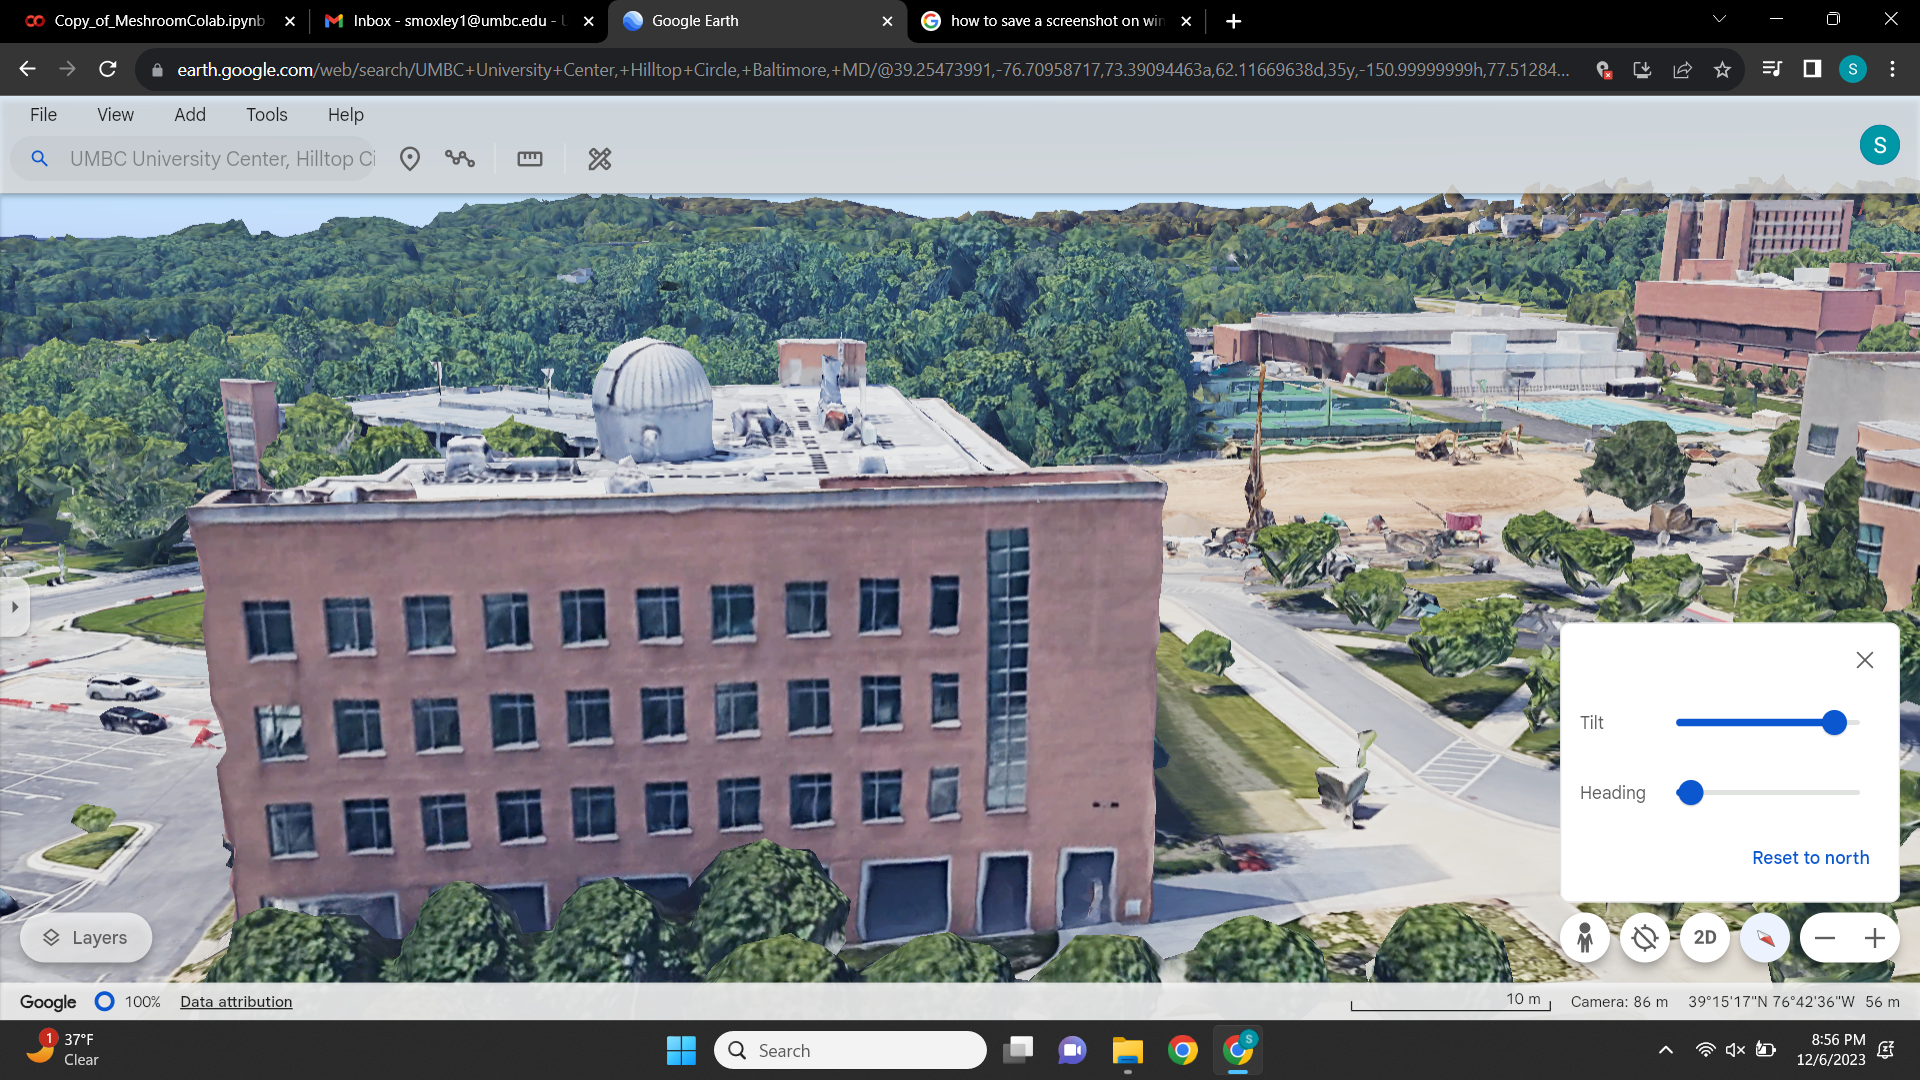 Copy_of_MeshroomColab.ipynb
Inbox - smoxley1@umbc.edu - U
Google Earth
how to save a screenshot on win
earth.google.com/web/search/UMBC+University+Center,+Hilltop+Circle,+Baltimore,+MD/@39.25473991,-76.70958717,73.39094463a,62.11669638d,35y,-150.99999999h,77.51284...
S
File View Add Tools Help
UMBC University Center, Hilltop Ci
S
Tilt
Heading
Reset to north
Layers
2D
Google 100% Data attribution
10 m
Camera: 86 m 39°15'17"N 76°42'36"W 56 m
1
37°F
Clear
Search
S
8:56 PM
12/6/2023